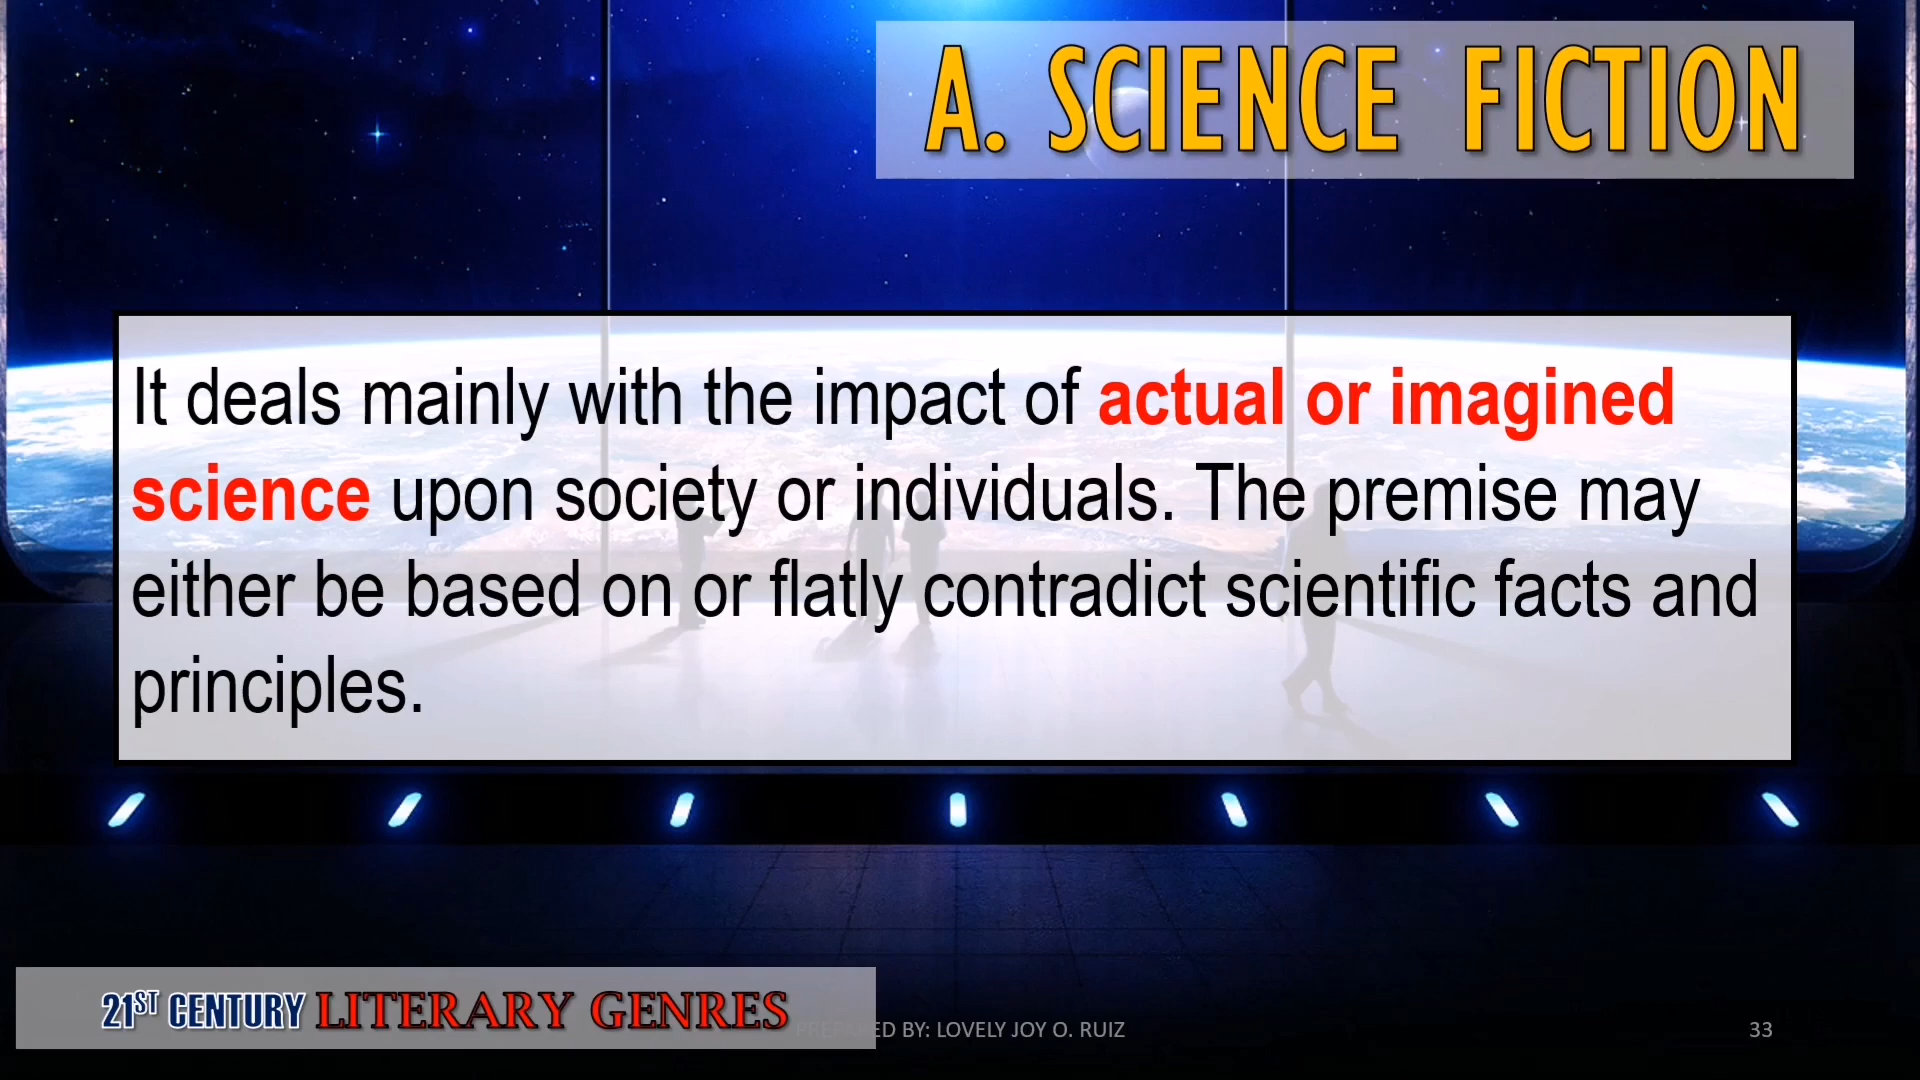 A. SCIENCE FICTION
It deals mainly with the impact of actual or imagined
science upon society or individuals. The premise may
either be based on or flatly contradict scientific facts and
principles.
21ST CENTURY LITERARY GENRES
PREPARED BY: LOVELY JOY O. RUIZ
33